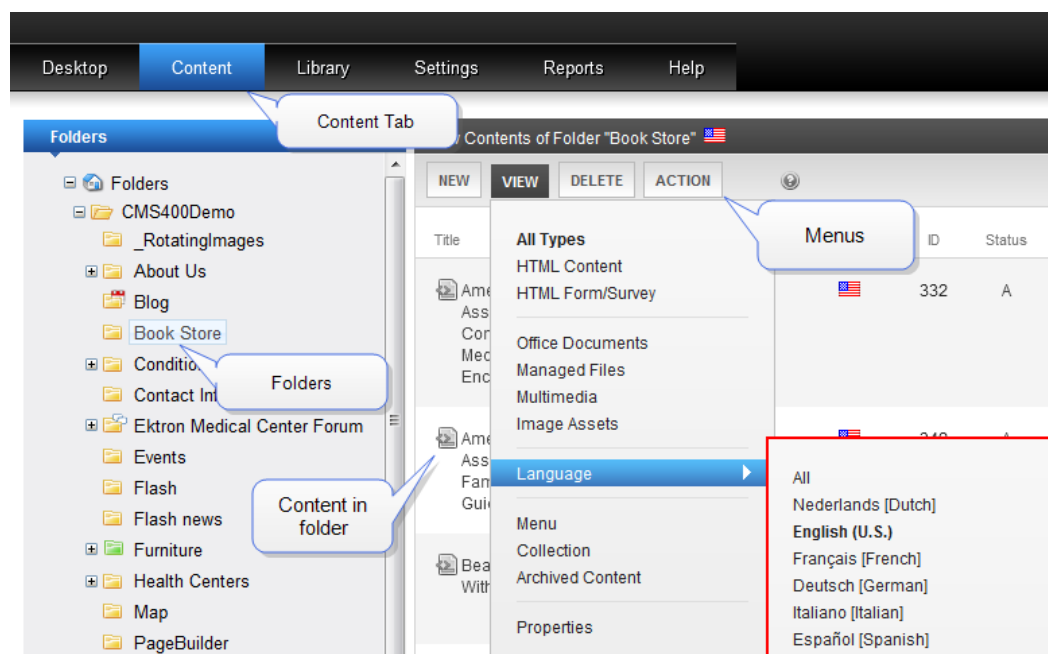 Desktop Content Library Settings Reports Help
Content Tab
Folders
Contents of Folder "Book Store"
NEW VIEW DELETE ACTION
Folders
CMS400Demo
_RotatingImages
About Us
Blog
Book Store
Folders
Contact
Ektron Medical Center Forum
Events
Flash
Flash news
Furniture
Health Centers
Map
PageBuilder
Content in
folder
Menus
Title ID Status
332 A
All Types
HTML Content
HTML Form/Survey
Office Documents
Managed Files
Multimedia
Image Assets
Language
Menu
Collection
Archived Content
Properties
All
Nederlands [Dutch]
English (U.S.)
Français [French]
Deutsch [German]
Italiano [Italian]
Español [Spanish]